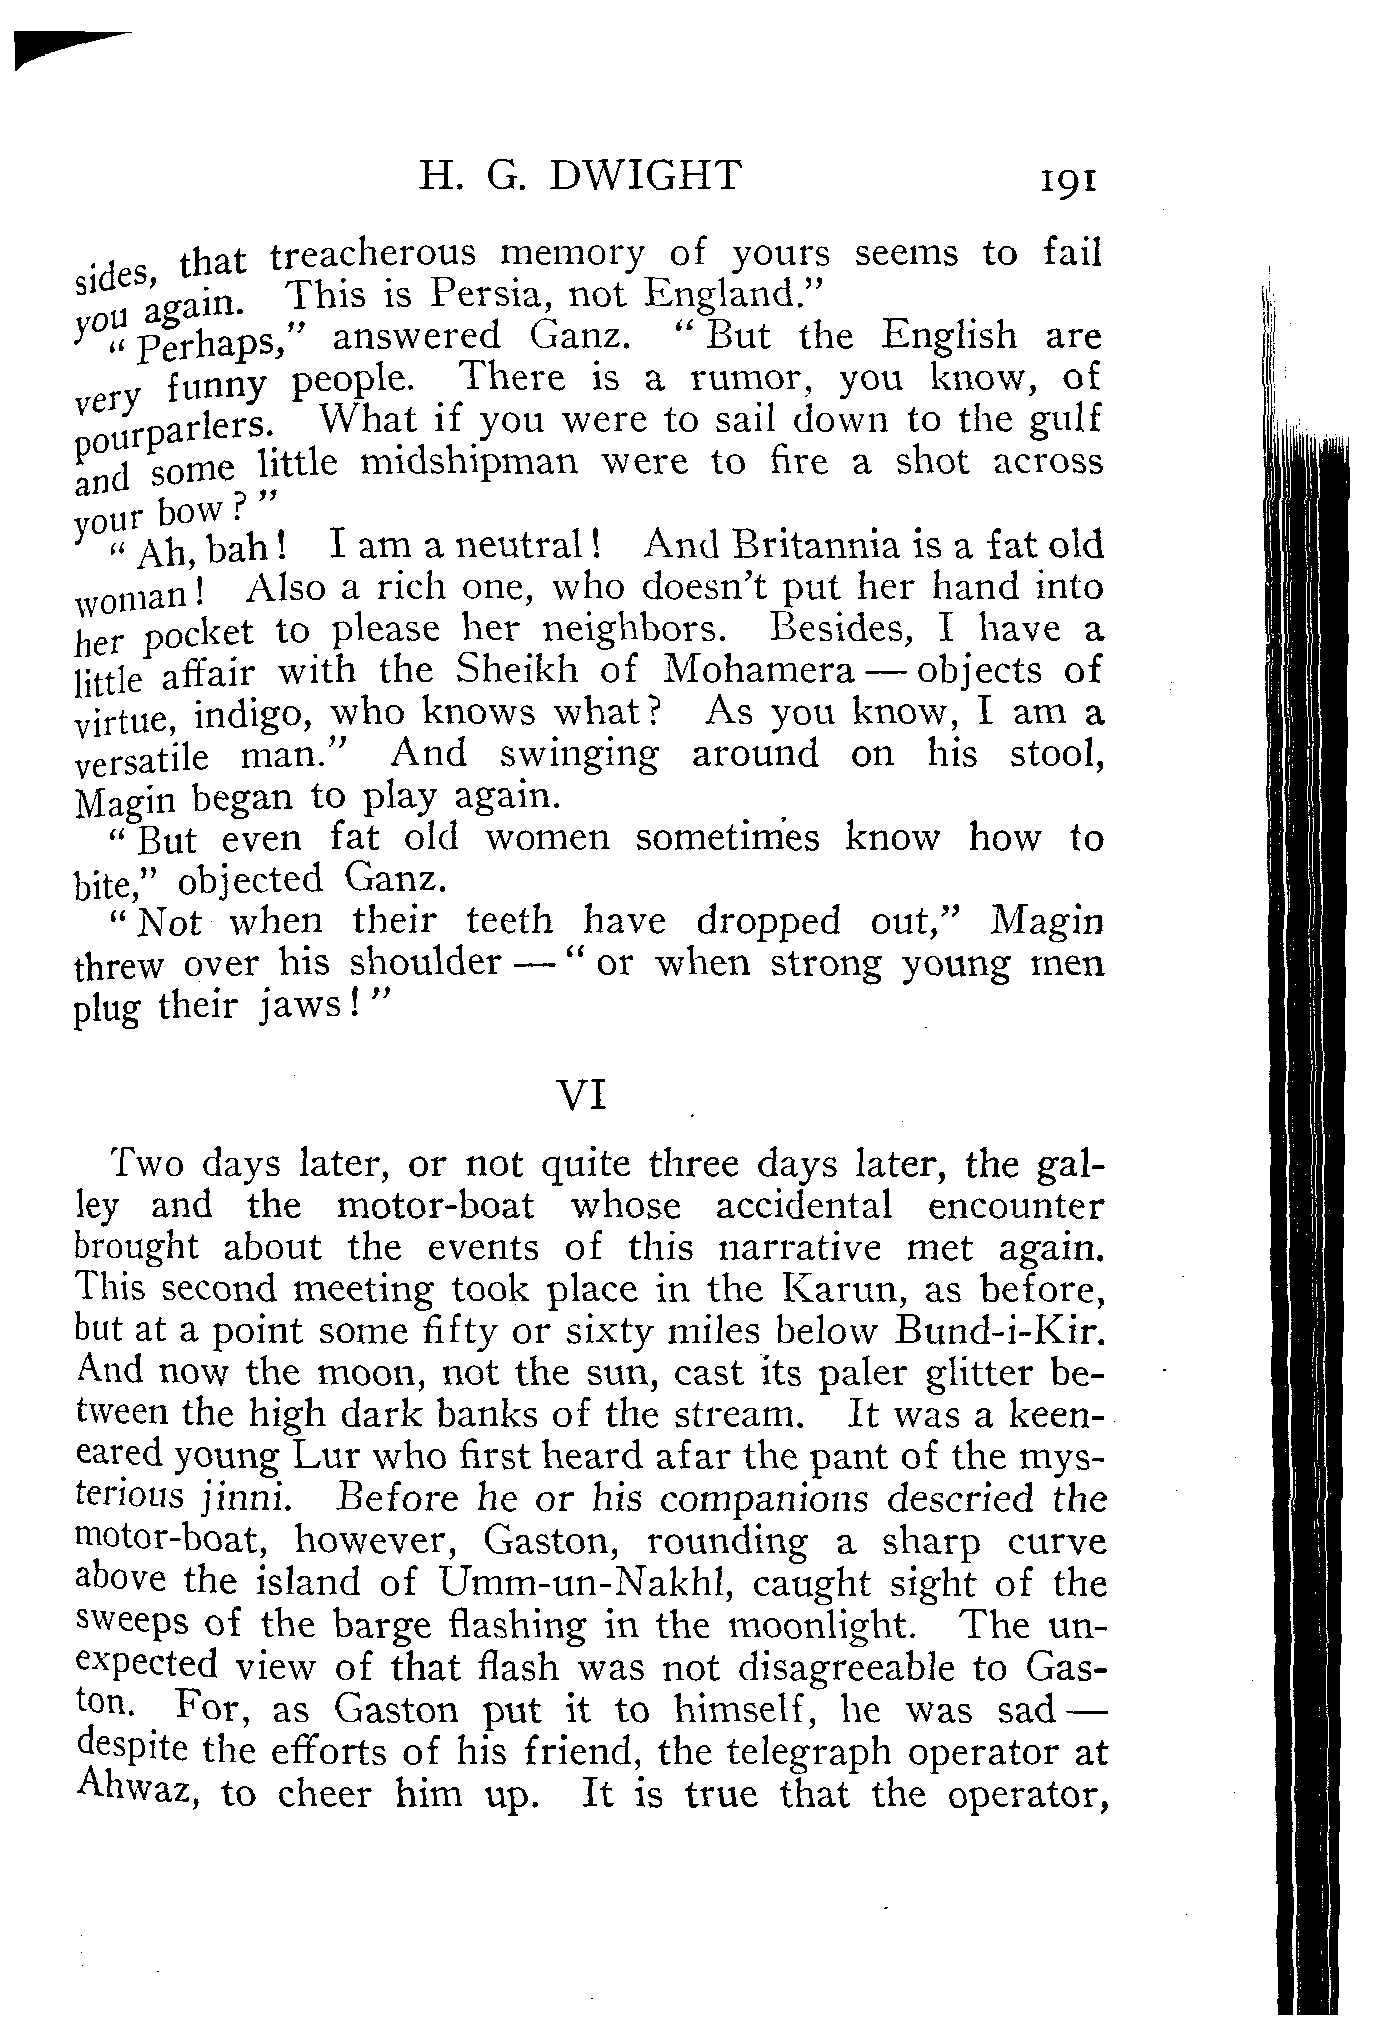 H. G. DWIGHT 191
sides, that treacherous memory of yours seems to fail
you again. This is Persia, not England."
"Perhaps," answered Ganz. "But the English are
very funny people. There is a rumor, you know, of
pourparlers. What if you were to sail down to the gulf
and some little midshipman were to fire a shot across
your bow?"
"Ah, bah! I am a neutral! And Britannia is a fat old
woman! Also a rich one, who doesn't put her hand into
her pocket to please her neighbors. Besides, I have a
little affair with the Sheikh of Mohamera — objects of
virtue, indigo, who knows what? As you know, I am a
versatile man." And swinging around on his stool,
Magin began to play again.
"But even fat old women sometimes know how to
bite," objected Ganz.
"Not when their teeth have dropped out," Magin
threw over his shoulder — "or when strong young men
plug their jaws!"
VI
Two days later, or not quite three days later, the gal-
ley and the motor-boat whose accidental encounter
brought about the events of this narrative met again.
This second meeting took place in the Karun, as before,
but at a point some fifty or sixty miles below Bund-i-Kir.
And now the moon, not the sun, cast its paler glitter be-
tween the high dark banks of the stream. It was a keen-
eared young Lur who first heard afar the pant of the mys-
terious jinni. Before he or his companions descried the
motor-boat, however, Gaston, rounding a sharp curve
above the island of Umm-un-Nakhl, caught sight of the
sweeps of the barge flashing in the moonlight. The un-
expected view of that flash was not disagreeable to Gas-
ton. For, as Gaston put it to himself, he was sad —
despite the efforts of his friend, the telegraph operator at
Ahwaz, to cheer him up. It is true that the operator,